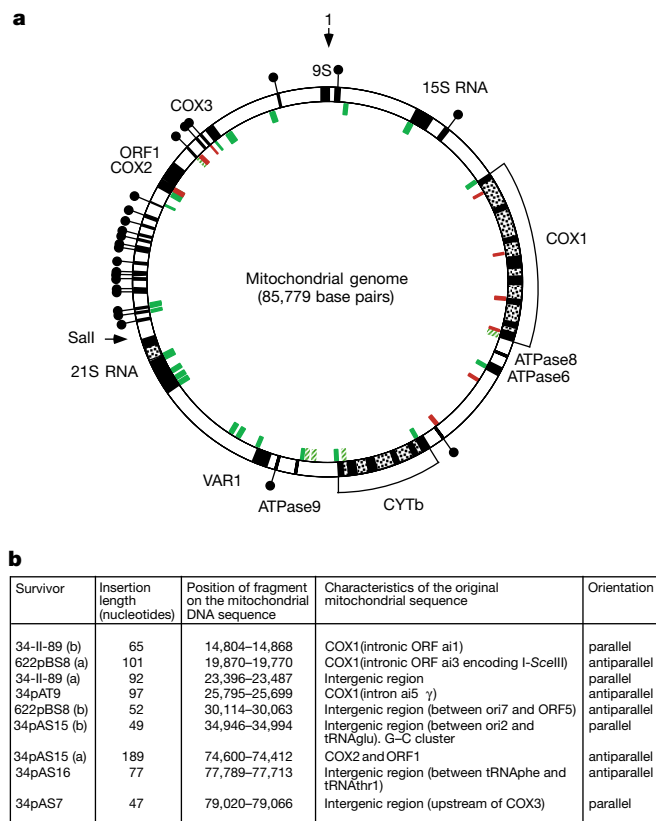 a
1
9S
15S RNA
COX3
ORF1
COX2
COX1
Mitochondrial genome
(85,779 base pairs)
SalI
21S RNA
ATPase8
ATPase6
VAR1
ATPase9
CYTb
b
Survivor Insertion length (nucleotides) Position of fragment on the mitochondrial DNA sequence Characteristics of the original mitochondrial sequence Orientation
34-II-89 (b) 65 14,804–14,868 COX1(intronic ORF ai1) parallel
622pBS8 (a) 101 19,870–19,770 COX1(intronic ORF ai3 encoding I-SceIII) antiparallel
34-II-89 (a) 92 23,396–23,487 Intergenic region parallel
34pAT9 97 25,795–25,699 COX1(intron ai5 γ) antiparallel
622pBS8 (b) 52 30,114–30,063 Intergenic region (between ori7 and ORF5) antiparallel
34pAS15 (b) 49 34,946–34,994 Intergenic region (between ori2 and parallel
tRNAglu). G–C cluster
34pAS15 (a) 189 74,600–74,412 COX2 and ORF1 antiparallel
34pAS16 77 77,789–77,713 Intergenic region (between tRNAphe and antiparallel
tRNAthr1)
34pAS7 47 79,020–79,066 Intergenic region (upstream of COX3) parallel